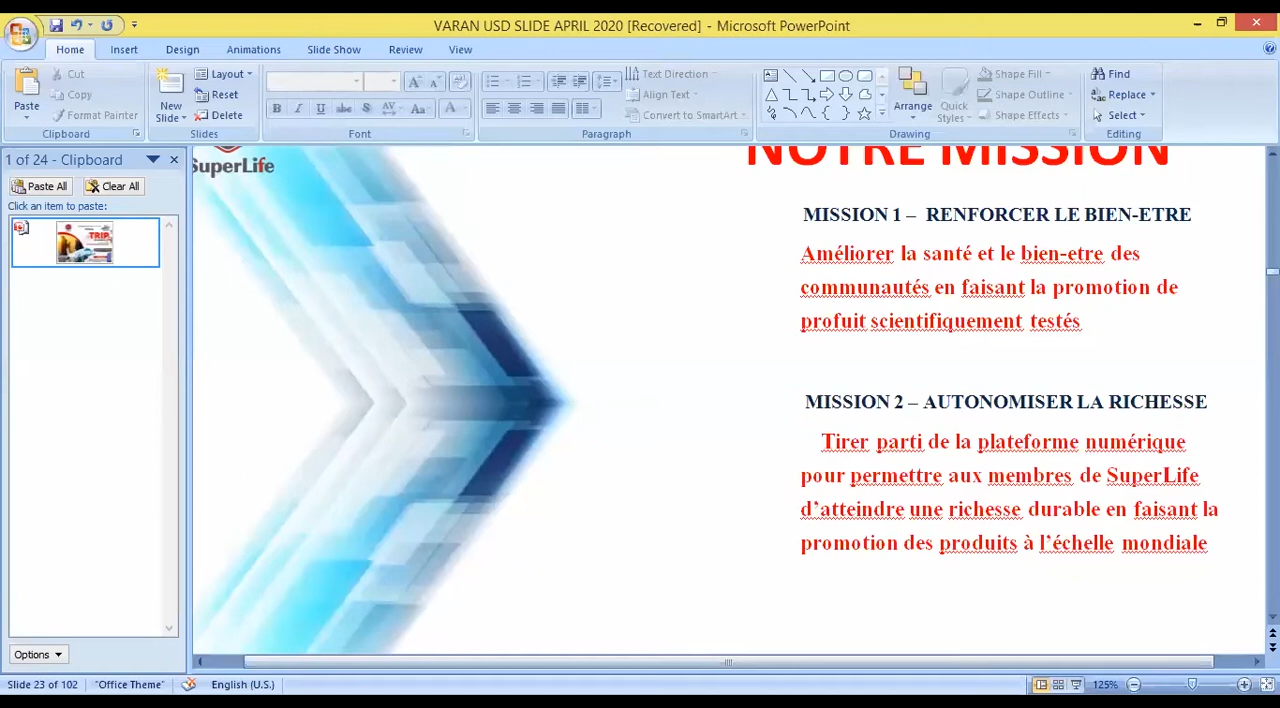 VARAN USD SLIDE APRIL 2020 [Recovered] - Microsoft PowerPoint
Home Insert Design Animations Slide Show Review View
Paste Cut Copy Format Painter Clipboard
New Slide Layout Reset Delete Slides
B I U abc S AV Aa A Font
Text Direction Align Text Convert to SmartArt Paragraph
Arrange Quick Styles Shape Fill Shape Outline Shape Effects Drawing
Find Replace Select Editing
1 of 24 - Clipboard
Paste All Clear All
Click an item to paste:
TRIP
SuperLife
NOTRE MISSION
MISSION 1 – RENFORCER LE BIEN-ETRE
Améliorer la santé et le bien-etre des
communautés en faisant la promotion de
profuit scientifiquement testés
MISSION 2 – AUTONOMISER LA RICHESSE
Tirer parti de la plateforme numérique
pour permettre aux membres de SuperLife
d’atteindre une richesse durable en faisant la
promotion des produits à l’échelle mondiale
Options
Slide 23 of 102 "Office Theme" English (U.S.) 125%